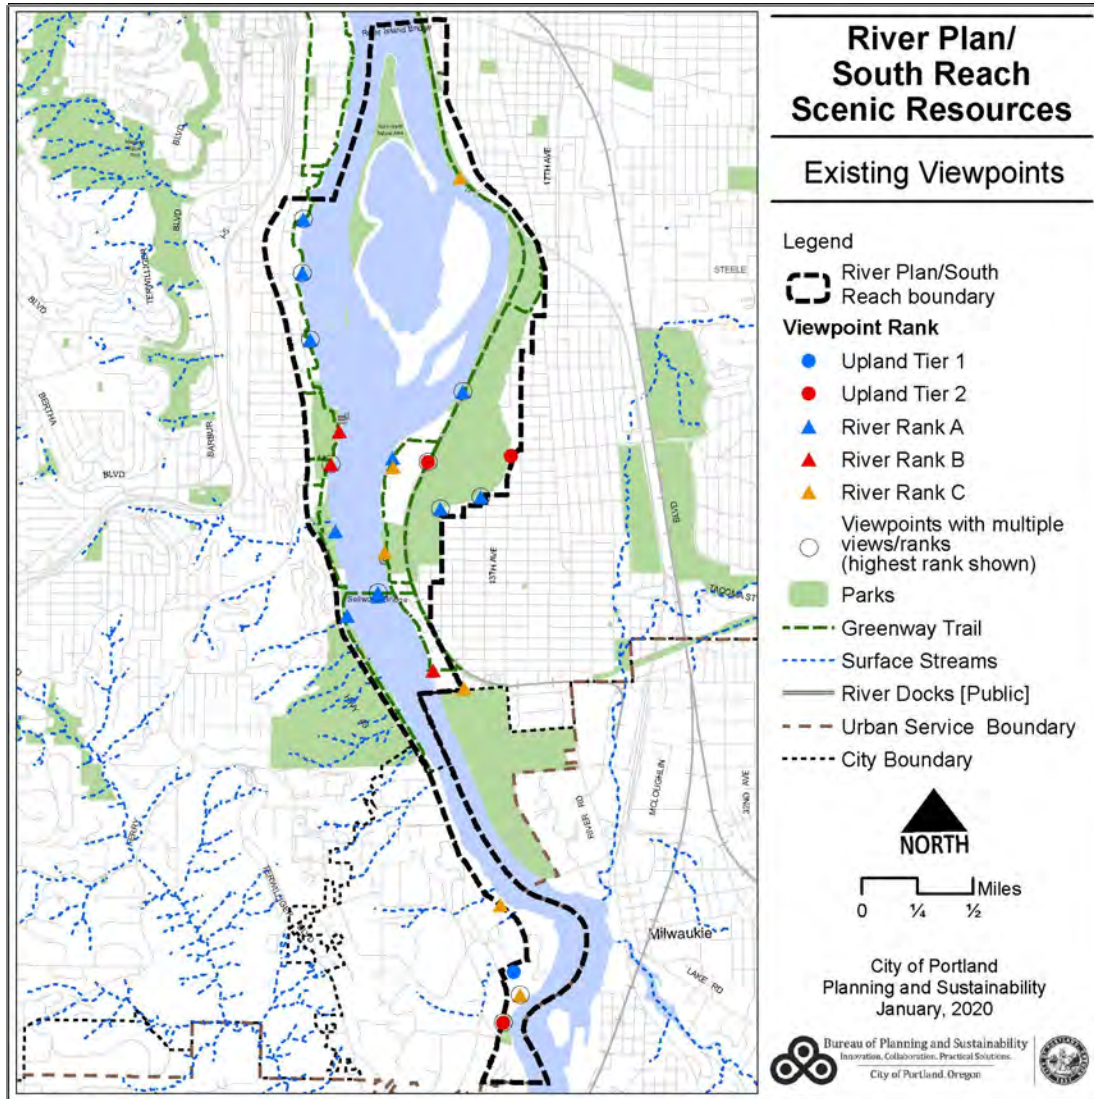 River Plan/
South Reach
Scenic Resources
Existing Viewpoints
Legend
River Plan/South
Reach boundary
Viewpoint Rank
Upland Tier 1
Upland Tier 2
River Rank A
River Rank B
River Rank C
Viewpoints with multiple
views/ranks
(highest rank shown)
Parks
Greenway Trail
Surface Streams
River Docks [Public]
Urban Service Boundary
City Boundary
NORTH
Miles
0 ¼ ½
City of Portland
Planning and Sustainability
January, 2020
Bureau of Planning and Sustainability
Innovation. Collaboration. Practical Solutions.
City of Portland, Oregon
BLVD
BLVD
TERWILLIGER
BLVD
17TH AVE
STEELE
BERTHA
BARBUR
BLVD
BLVD
13TH AVE
TACOMA ST
RIVER RD
MCLOUGHLIN
32ND AVE
Milwaukie
LAKE RD